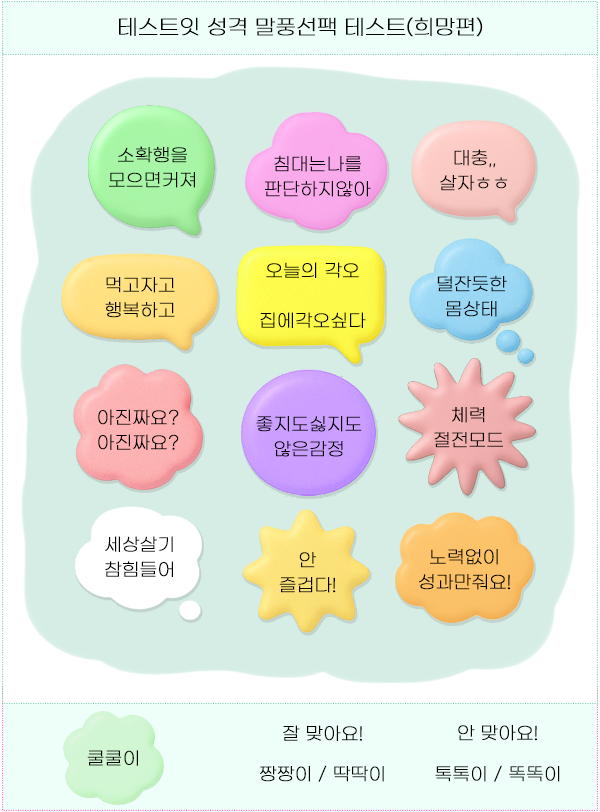 테스트잇 성격 말풍선팩 테스트(희망편)
소확행을
모으면커져
침대는나를
판단하지않아
대충,,
살자ㅎㅎ
먹고자고
행복하고
오늘의 각오
집에각오싶다
덜잔듯한
몸상태
아진짜요?
아진짜요?
좋지도싫지도
않은감정
체력
절전모드
세상살기
참힘들어
안
즐겁다!
노력없이
성과만줘요!
쿨쿨이
잘 맞아요!
짱짱이 / 딱딱이
안 맞아요!
톡톡이 / 똑똑이